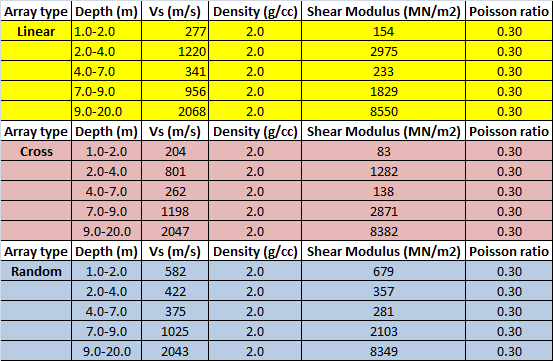 Array type Depth (m) Vs (m/s) Density (g/cc) Shear Modulus (MN/m2) Poisson ratio
Linear 1.0-2.0 277 2.0 154 0.30
2.0-4.0 1220 2.0 2975 0.30
4.0-7.0 341 2.0 233 0.30
7.0-9.0 956 2.0 1829 0.30
9.0-20.0 2068 2.0 8550 0.30
Array type Depth (m) Vs (m/s) Density (g/cc) Shear Modulus (MN/m2) Poisson ratio
Cross 1.0-2.0 204 2.0 83 0.30
2.0-4.0 801 2.0 1282 0.30
4.0-7.0 262 2.0 138 0.30
7.0-9.0 1198 2.0 2871 0.30
9.0-20.0 2047 2.0 8382 0.30
Array type Depth (m) Vs (m/s) Density (g/cc) Shear Modulus (MN/m2) Poisson ratio
Random 1.0-2.0 582 2.0 679 0.30
2.0-4.0 422 2.0 357 0.30
4.0-7.0 375 2.0 281 0.30
7.0-9.0 1025 2.0 2103 0.30
9.0-20.0 2043 2.0 8349 0.30